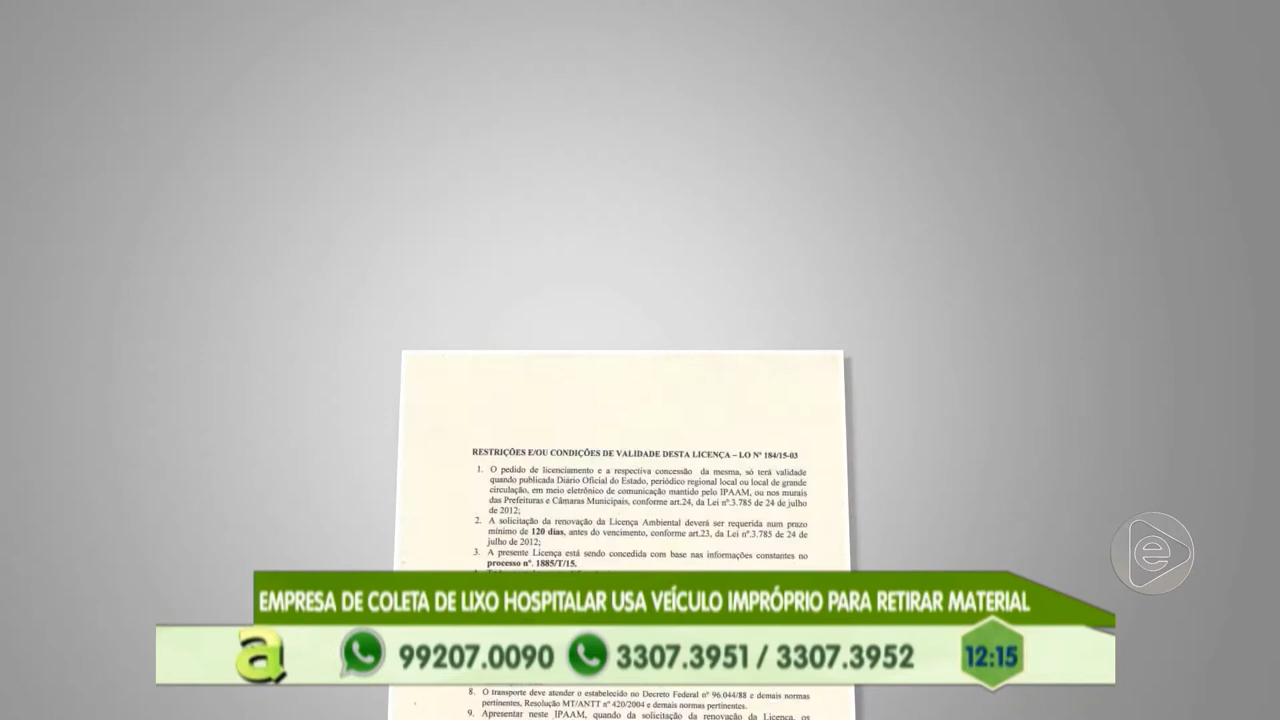 RESTRIÇÕES E/OU CONDIÇÕES DE VALIDADE DESTA LICENÇA – LO Nº 184/15-03
1. O pedido de licenciamento e a respectiva concessão da mesma, só terá validade
quando publicada Diário Oficial do Estado, periódico regional local ou local de grande
circulação, em meio eletrônico de comunicação mantido pelo IPAAM, ou nos murais
das Prefeituras e Câmaras Municipais, conforme art.24, da Lei nº.3.785 de 24 de julho
de 2012;
2. A solicitação da renovação da Licença Ambiental deverá ser requerida num prazo
mínimo de 120 dias, antes do vencimento, conforme art.23, da Lei nº.3.785 de 24 de
julho de 2012;
3. A presente Licença está sendo concedida com base nas informações constantes no
processo nº. 1885/T/15.
EMPRESA DE COLETA DE LIXO HOSPITALAR USA VEÍCULO IMPRÓPRIO PARA RETIRAR MATERIAL
a 99207.0090 3307.3951 / 3307.3952 12:15
8. O transporte deve atender o estabelecido no Decreto Federal nº 96.044/88 e demais normas
pertinentes, Resolução MT/ANTT nº 420/2004 e demais normas pertinentes.
9. Apresentar neste IPAAM, quando da solicitação da renovação da Licença, os
e